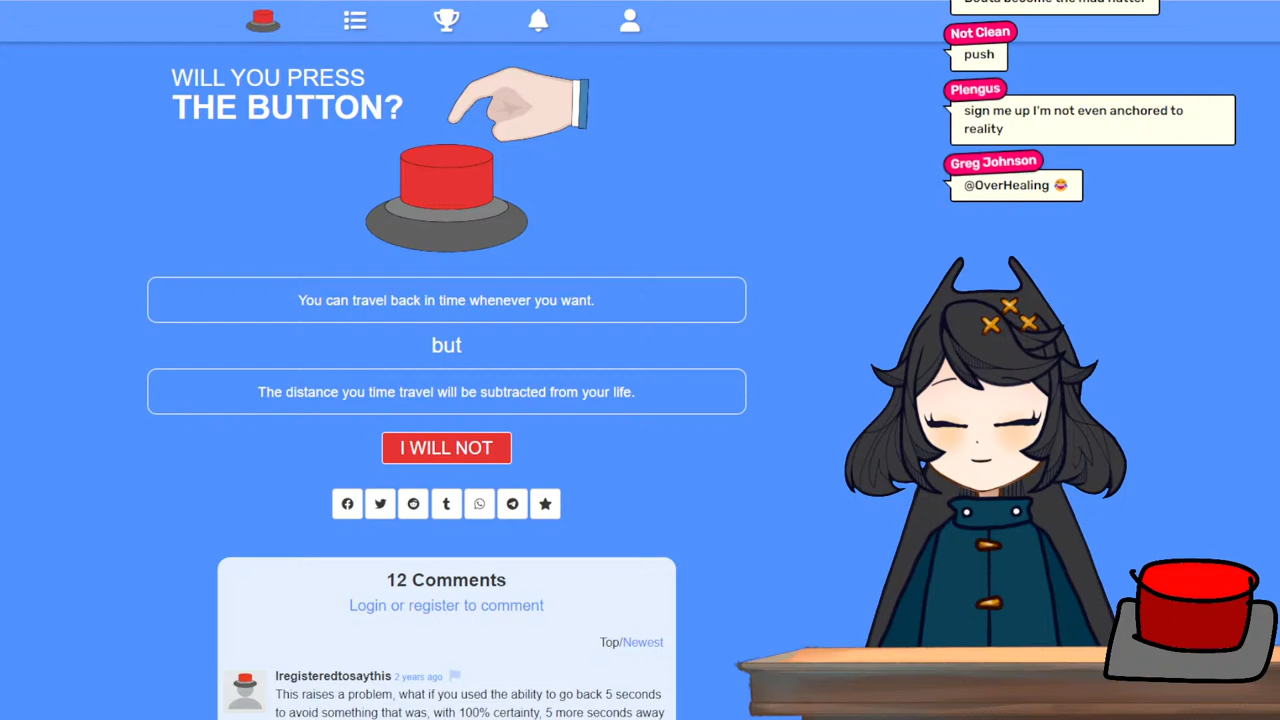 WILL YOU PRESS
THE BUTTON?
You can travel back in time whenever you want.
but
The distance you time travel will be subtracted from your life.
I WILL NOT
12 Comments
Login or register to comment
Top/Newest
Iregisteredtosaythis 2 years ago
This raises a problem, what if you used the ability to go back 5 seconds
to avoid something that was, with 100% certainty, 5 more seconds away
Not Clean
push
Plengus
sign me up I'm not even anchored to
reality
Greg Johnson
@OverHealing 😂